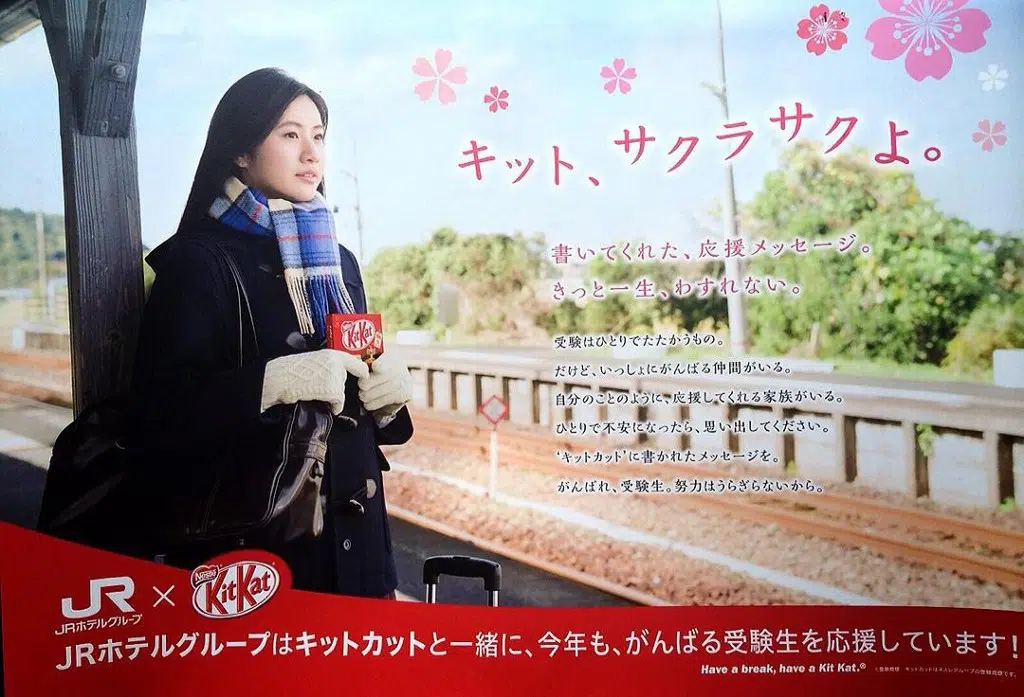 キット、サクラサクよ。
書いてくれた、応援メッセージ。
きっと一生、わすれない。
受験はひとりでたたかうもの。
だけど、いっしょにがんばる仲間がいる。
自分のことのように、応援してくれる家族がいる。
ひとりで不安になったら、思い出してください。
‘キットカット’に書かれたメッセージを。
がんばれ、受験生。努力はうらぎらないから。
KitKat
JR × Nestlé KitKat
JRホテルグループ
JRホテルグループはキットカットと一緒に、今年も、がんばる受験生を応援しています!
Have a break, have a Kit Kat.®